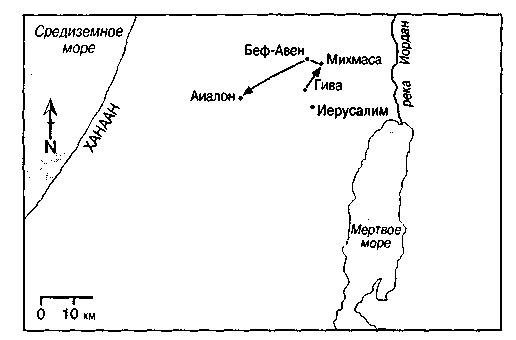 Средиземное
море
Беф-Авен
Михмаса
Иордан
река
Гива
Аиалон
Иерусалим
ХАНААН
N
Мертвое
море
0 10 км